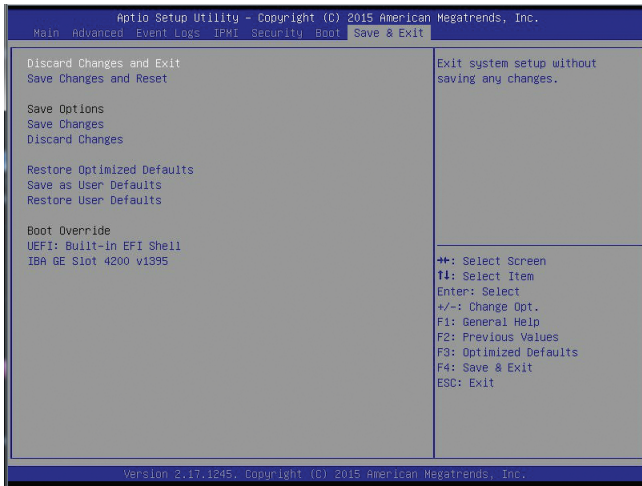 Aptio Setup Utility – Copyright (C) 2015 American Megatrends, Inc.
Main Advanced Event Logs IPMI Security Boot Save & Exit
Discard Changes and Exit
Save Changes and Reset
Save Options
Save Changes
Discard Changes
Restore Optimized Defaults
Save as User Defaults
Restore User Defaults
Boot Override
UEFI: Built-in EFI Shell
IBA GE Slot 4200 v1395
Exit system setup without
saving any changes.
→←: Select Screen
↑↓: Select Item
Enter: Select
+/-: Change Opt.
F1: General Help
F2: Previous Values
F3: Optimized Defaults
F4: Save & Exit
ESC: Exit
Version 2.17.1245. Copyright (C) 2015 American Megatrends, Inc.